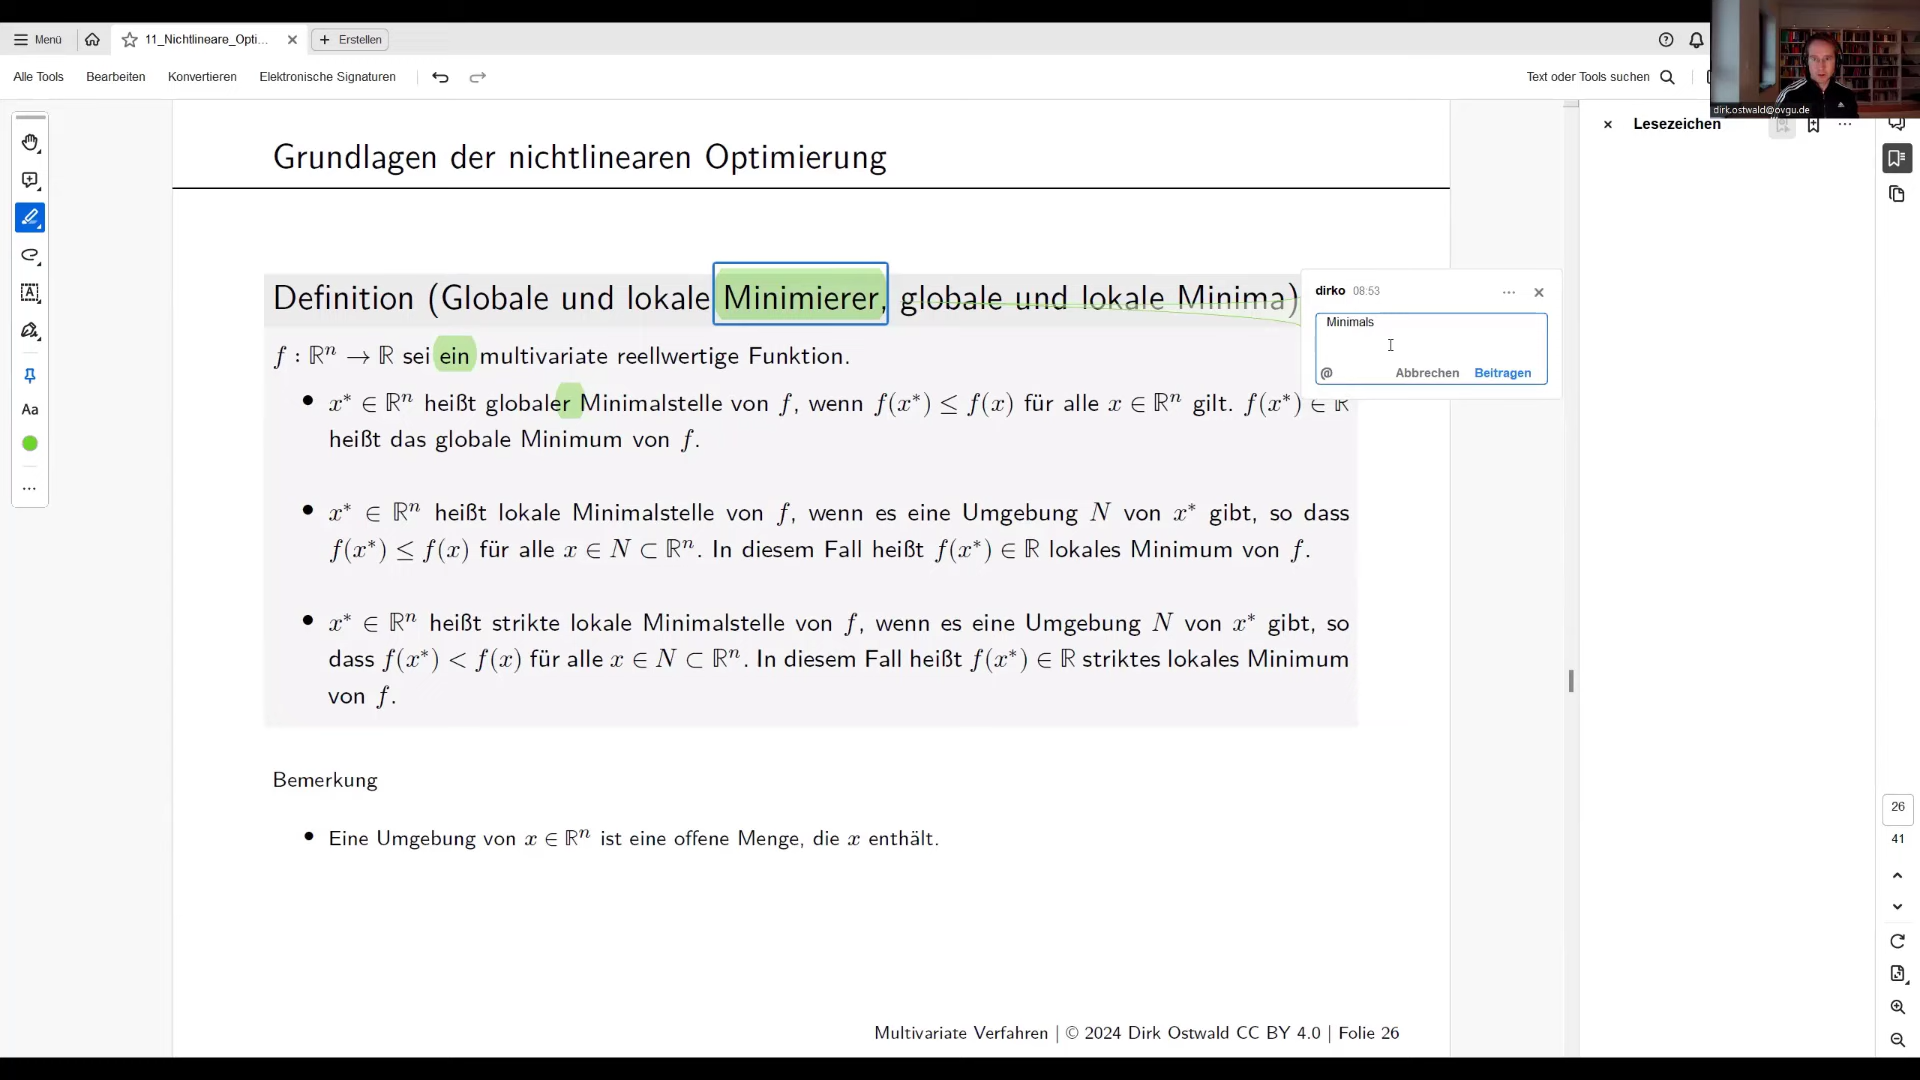 Menü
11_Nichtlineare_Opti...
Erstellen
dirk.ostwald@ovgu.de
Alle Tools
Bearbeiten
Konvertieren
Elektronische Signaturen
Text oder Tools suchen
Lesezeichen
Grundlagen der nichtlinearen Optimierung
Definition (Globale und lokale Minimierer, globale und lokale Minima)
dirko 08:53
Minimals
@ Abbrechen Beitragen
f : ℝⁿ → ℝ sei ein multivariate reellwertige Funktion.
• x* ∈ ℝⁿ heißt globaler Minimalstelle von f, wenn f(x*) ≤ f(x) für alle x ∈ ℝⁿ gilt. f(x*) ∈ ℝ
heißt das globale Minimum von f.
• x* ∈ ℝⁿ heißt lokale Minimalstelle von f, wenn es eine Umgebung N von x* gibt, so dass
f(x*) ≤ f(x) für alle x ∈ N ⊂ ℝⁿ. In diesem Fall heißt f(x*) ∈ ℝ lokales Minimum von f.
• x* ∈ ℝⁿ heißt strikte lokale Minimalstelle von f, wenn es eine Umgebung N von x* gibt, so
dass f(x*) < f(x) für alle x ∈ N ⊂ ℝⁿ. In diesem Fall heißt f(x*) ∈ ℝ striktes lokales Minimum
von f.
Bemerkung
• Eine Umgebung von x ∈ ℝⁿ ist eine offene Menge, die x enthält.
Multivariate Verfahren | © 2024 Dirk Ostwald CC BY 4.0 | Folie 26
Aa
26
41